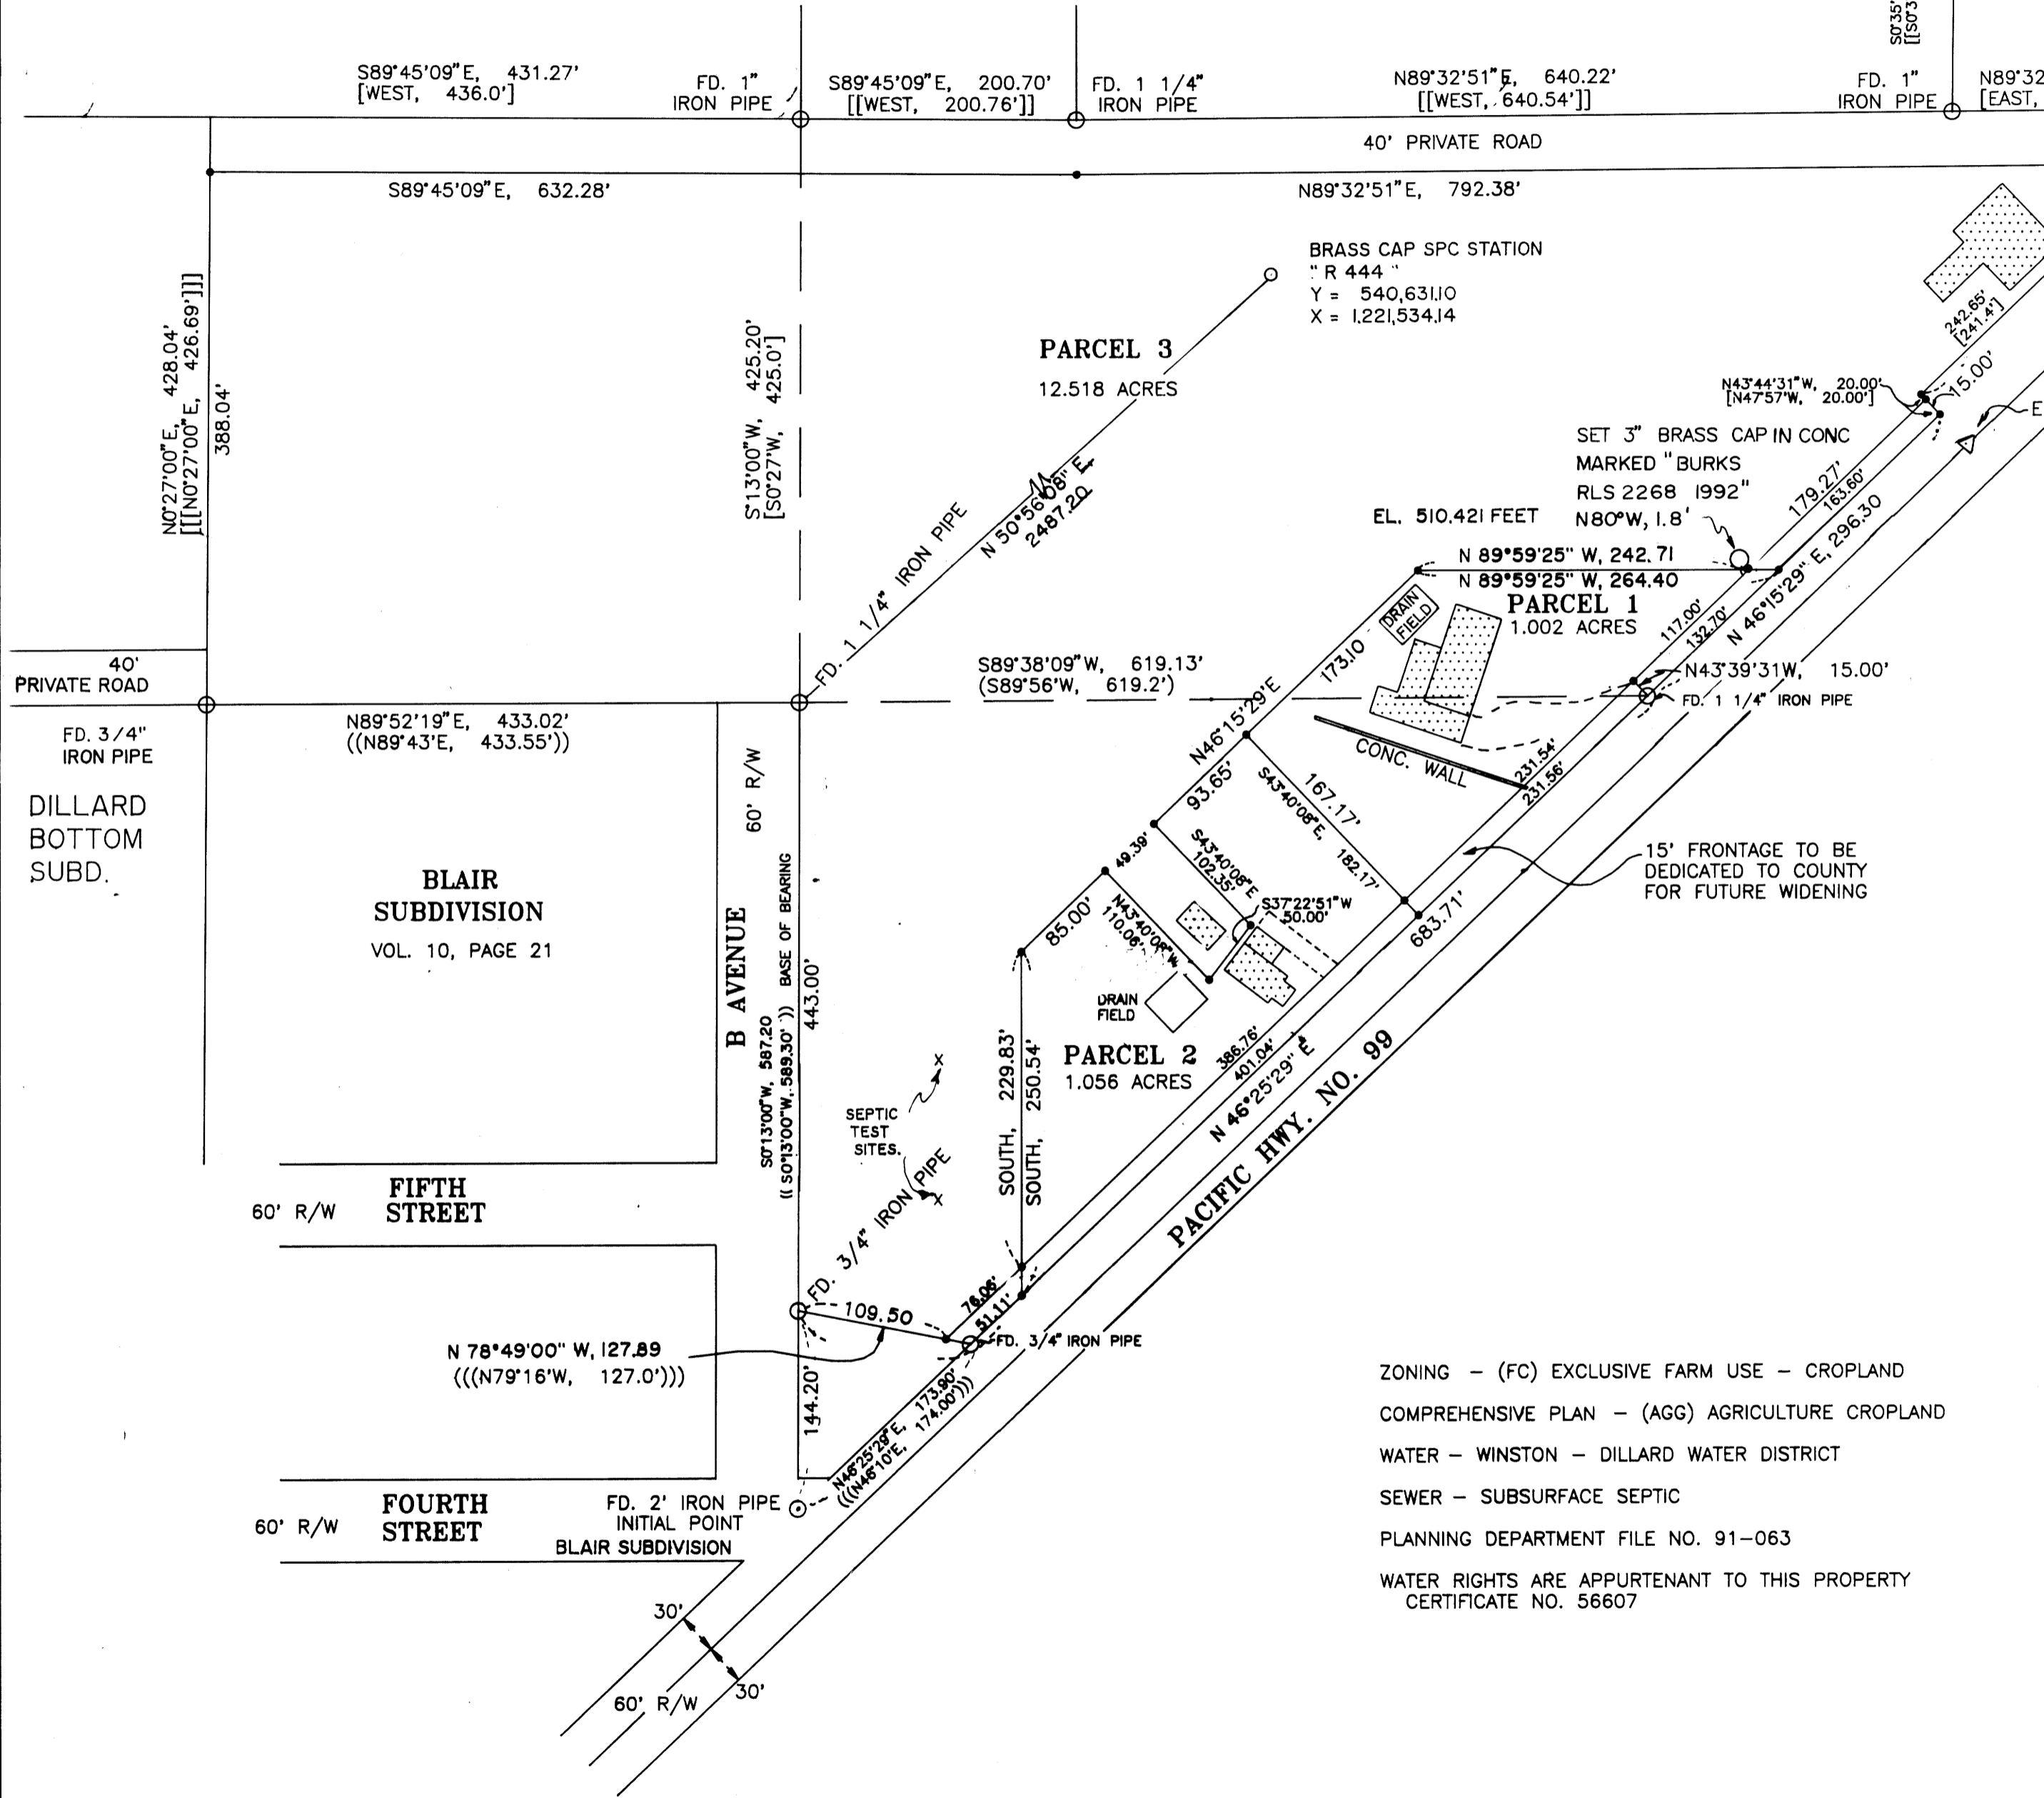 S89°45'09"E, 431.27'
[WEST, 436.0']
FD. 1"
IRON PIPE
S89°45'09"E, 200.70'
[[WEST, 200.76']]
FD. 1 1/4"
IRON PIPE
N89°32'51"E, 640.22'
[[WEST, 640.54']]
FD. 1"
IRON PIPE
S0°35'
[[S0°3
N89°32
[EAST,
40' PRIVATE ROAD
S89°45'09"E, 632.28'
N89°32'51"E, 792.38'
BRASS CAP SPC STATION
"R 444"
Y = 540,631.10
X = 1,221,534.14
N0°27'00"E, 428.04'
[[[N0°27'00"E, 426.69']]]
388.04'
S°13'00"W, 425.20'
[S0°27'W, 425.0']
PARCEL 3
12.518 ACRES
242.65'
[241.4']
15.00'
N43°44'31"W, 20.00'
[N47°57'W, 20.00']
E
SET 3" BRASS CAP IN CONC
MARKED "BURKS
RLS 2268 1992"
N80°W, 1.8'
EL. 510.421 FEET
179.27'
163.60'
N 46°15'29" E, 296.30
N 50°56'08" E,
2487.20
FD. 1 1/4" IRON PIPE
N 89°59'25" W, 242.71
N 89°59'25" W, 264.40
PARCEL 1
1.002 ACRES
DRAIN
FIELD
117.00'
132.70'
173.10
40'
PRIVATE ROAD
S89°38'09"W, 619.13'
(S89°56'W, 619.2')
N43°39'31W, 15.00'
FD. 1 1/4" IRON PIPE
FD. 3/4"
IRON PIPE
N89°52'19"E, 433.02'
((N89°43'E, 433.55'))
60' R/W
N46°15'29"E
93.65'
CONC. WALL
231.54'
231.56'
167.17'
S43°40'08"E, 182.17'
DILLARD
BOTTOM
SUBD.
BLAIR
SUBDIVISION
VOL. 10, PAGE 21
49.39'
S43°40'08"E
102.35'
15' FRONTAGE TO BE
DEDICATED TO COUNTY
FOR FUTURE WIDENING
85.00'
N43°40'08"W,
110.06'
S37°22'51"W
50.00'
683.71'
B AVENUE
BASE OF BEARING
443.00'
S0°13'00"W, 587.20
((S0°13'00"W, 589.30'))
DRAIN
FIELD
SOUTH, 229.83'
SOUTH, 250.54'
PARCEL 2
1.056 ACRES
386.76'
401.04'
N 46°25'29" E
PACIFIC HWY. NO. 99
SEPTIC
TEST
SITES.
X
X
FIFTH
STREET
60' R/W
FD. 3/4" IRON PIPE
109.50
76.06'
51.11'
FD. 3/4" IRON PIPE
N 78°49'00" W, 127.89
(((N79°16'W, 127.0')))
144.20'
N46°25'29"E, 173.90'
(((N46°10'E, 174.00')))
FOURTH
STREET
60' R/W
FD. 2' IRON PIPE
INITIAL POINT
BLAIR SUBDIVISION
30'
30'
60' R/W
ZONING – (FC) EXCLUSIVE FARM USE – CROPLAND
COMPREHENSIVE PLAN – (AGG) AGRICULTURE CROPLAND
WATER – WINSTON – DILLARD WATER DISTRICT
SEWER – SUBSURFACE SEPTIC
PLANNING DEPARTMENT FILE NO. 91–063
WATER RIGHTS ARE APPURTENANT TO THIS PROPERTY
CERTIFICATE NO. 56607